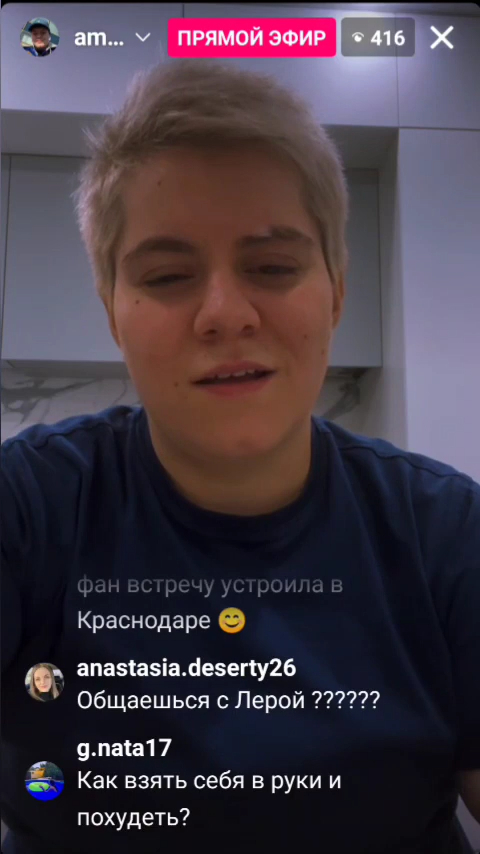 am...
ПРЯМОЙ ЭФИР
416
фан встречу устроила в
Краснодаре 😊
anastasia.deserty26
Общаешься с Лерой ??????
g.nata17
Как взять себя в руки и
похудеть?